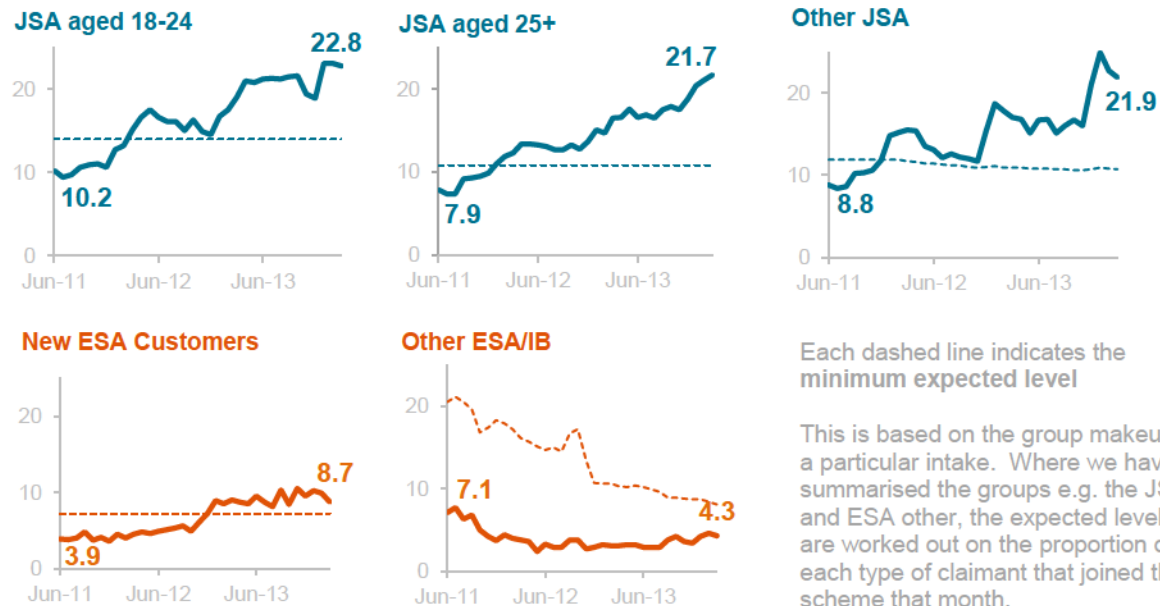 JSA aged 18-24
22.8
20
10
10.2
0
Jun-11 Jun-12 Jun-13
JSA aged 25+
21.7
20
10
7.9
0
Jun-11 Jun-12 Jun-13
Other JSA
20
21.9
10
8.8
0
Jun-11 Jun-12 Jun-13
New ESA Customers
20
8.7
10
3.9
0
Jun-11 Jun-12 Jun-13
Other ESA/IB
20
10
7.1
4.3
0
Jun-11 Jun-12 Jun-13
Each dashed line indicates the
minimum expected level
This is based on the group makeu
a particular intake. Where we hav
summarised the groups e.g. the JS
and ESA other, the expected level
are worked out on the proportion o
each type of claimant that joined th
scheme that month.